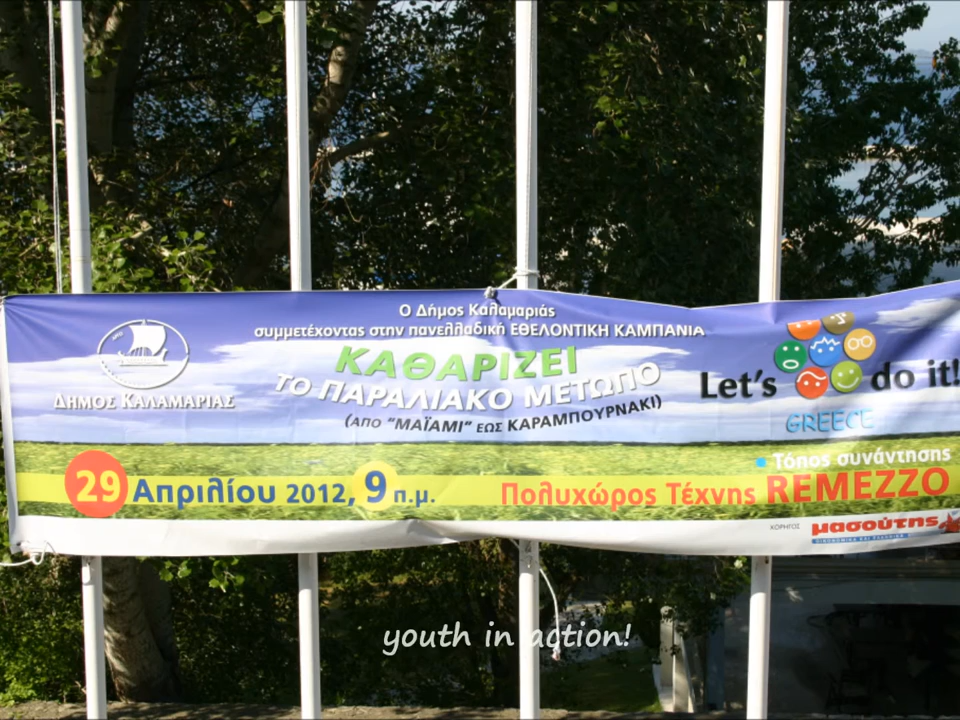 Ο Δήμος Καλαμαριάς
συμμετέχοντας στην πανελλαδική ΕΘΕΛΟΝΤΙΚΗ ΚΑΜΠΑΝΙΑ
ΚΑΘΑΡΙΖΕΙ
ΤΟ ΠΑΡΑΛΙΑΚΟ ΜΕΤΩΠΟ
(ΑΠΟ "ΜΑΪΑΜΙ" ΕΩΣ ΚΑΡΑΜΠΟΥΡΝΑΚΙ)
ΔΗΜΟΣ ΚΑΛΑΜΑΡΙΑΣ
Let's do it!
GREECE
29 Απριλίου 2012, 9 π.μ.
Τόπος συνάντησης
Πολυχώρος Τέχνης REMEZZO
ΧΟΡΗΓΟΣ
μασούτης
youth in action!